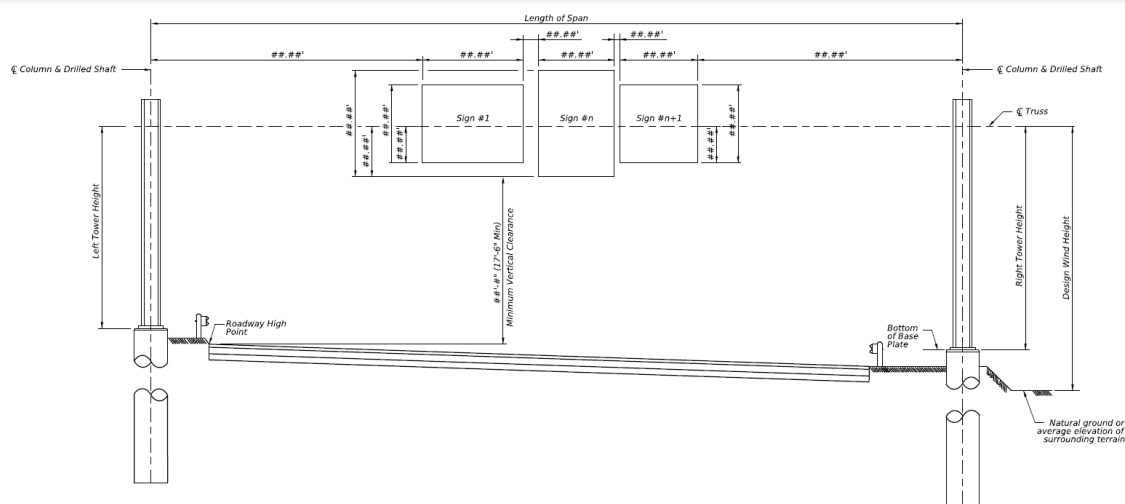 Length of Span
##.##'
##.##'
##.##'
##.##'
##.##'
##.##'
##.##'
℄ Column & Drilled Shaft
℄ Column & Drilled Shaft
℄ Truss
Sign #1
Sign #n
Sign #n+1
##.##'
##.##'
##.##'
##.##'
##.##'
##.##'
Left Tower Height
##'-#" (17'-6" Min)
Minimum Vertical Clearance
Right Tower Height
Design Wind Height
Roadway High
Point
Bottom
of Base
Plate
Natural ground or
average elevation of
surrounding terrain